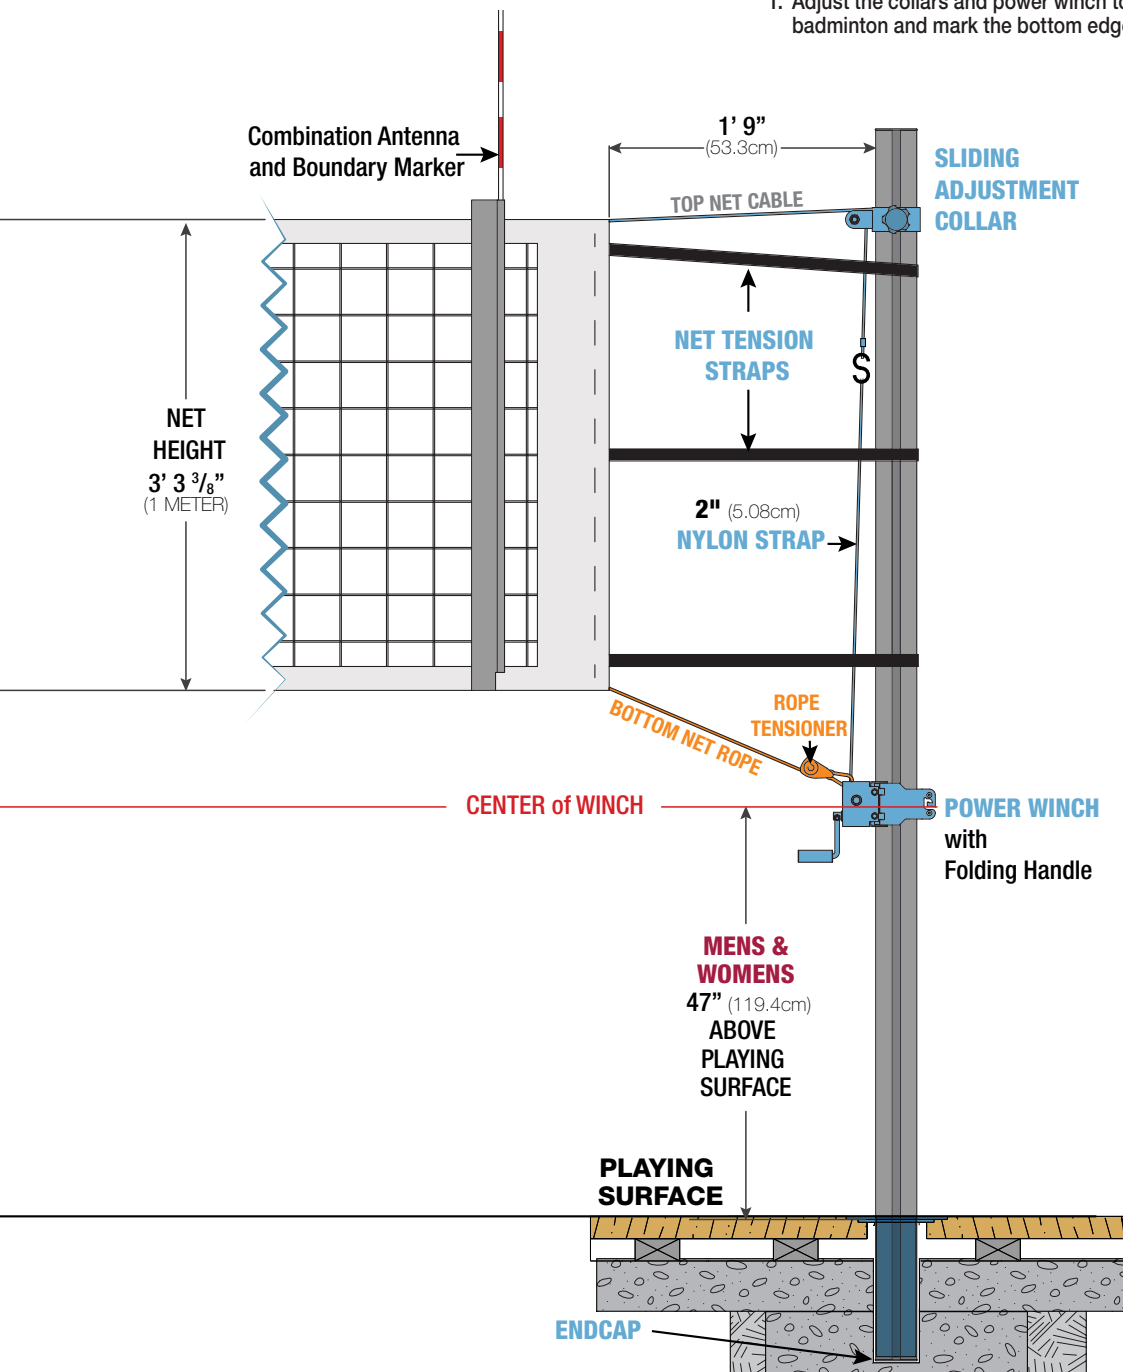 1. Adjust the collars and power winch to
badminton and mark the bottom edge
Combination Antenna
and Boundary Marker
1’ 9”
(53.3cm)
SLIDING
ADJUSTMENT
COLLAR
TOP NET CABLE
NET TENSION
STRAPS
S
NET
HEIGHT
3’ 3 3/8”
(1 METER)
2" (5.08cm)
NYLON STRAP
ROPE
TENSIONER
BOTTOM NET ROPE
CENTER of WINCH
POWER WINCH
with
Folding Handle
MENS &
WOMENS
47” (119.4cm)
ABOVE
PLAYING
SURFACE
PLAYING
SURFACE
ENDCAP